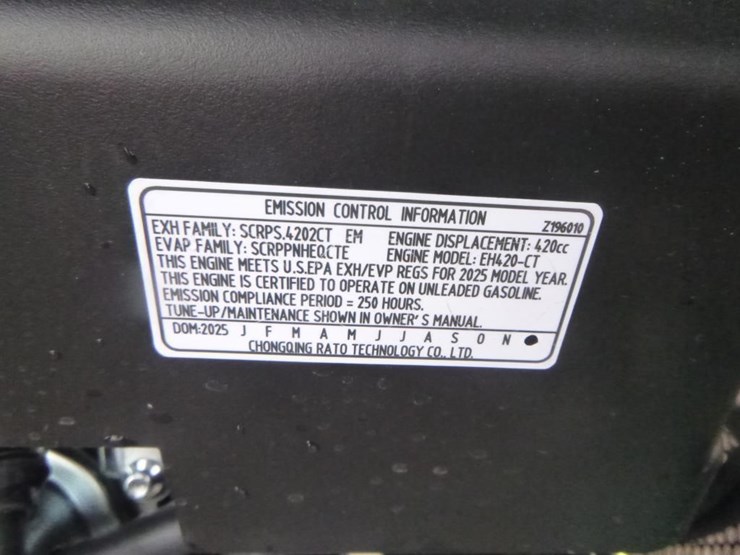 EMISSION CONTROL INFORMATION Z196010
EXH FAMILY: SCRPS.4202CT EM ENGINE DISPLACEMENT: 420cc
EVAP FAMILY: SCRPPNHEQCTE ENGINE MODEL: EH420-CT
THIS ENGINE MEETS U.S.EPA EXH/EVP REGS FOR 2025 MODEL YEAR.
THIS ENGINE IS CERTIFIED TO OPERATE ON UNLEADED GASOLINE.
EMISSION COMPLIANCE PERIOD = 250 HOURS.
TUNE-UP/MAINTENANCE SHOWN IN OWNER'S MANUAL.
DOM:2025 J F M A M J J A S O N ●
CHONGQING RATO TECHNOLOGY CO., LTD.